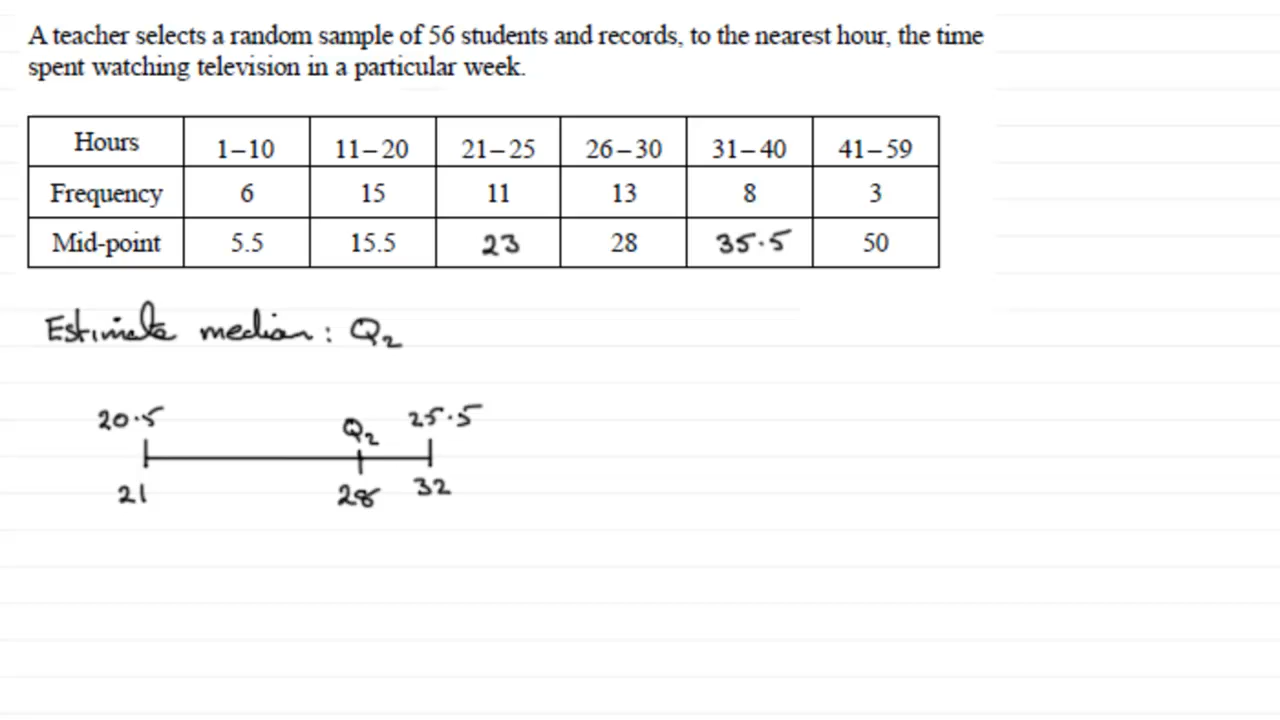 A teacher selects a random sample of 56 students and records, to the nearest hour, the time
spent watching television in a particular week.
Hours 1–10 11–20 21–25 26–30 31–40 41–59
Frequency 6 15 11 13 8 3
Mid-point 5.5 15.5 23 28 35.5 50
Estimate median: Q2
20.5 Q2 25.5
21 28 32